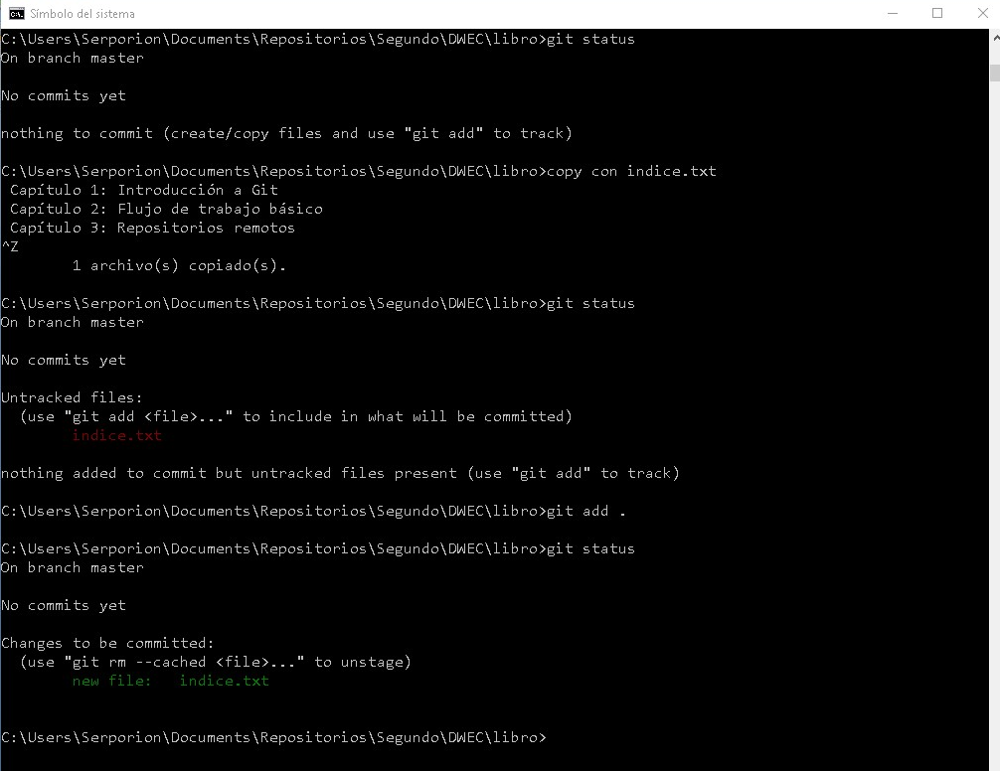 Símbolo del sistema
C:\Users\Serporion\Documents\Repositorios\Segundo\DWEC\libro>git status
On branch master
No commits yet
nothing to commit (create/copy files and use "git add" to track)
C:\Users\Serporion\Documents\Repositorios\Segundo\DWEC\libro>copy con indice.txt
Capítulo 1: Introducción a Git
Capítulo 2: Flujo de trabajo básico
Capítulo 3: Repositorios remotos
^Z
1 archivo(s) copiado(s).
C:\Users\Serporion\Documents\Repositorios\Segundo\DWEC\libro>git status
On branch master
No commits yet
Untracked files:
(use "git add <file>..." to include in what will be committed)
indice.txt
nothing added to commit but untracked files present (use "git add" to track)
C:\Users\Serporion\Documents\Repositorios\Segundo\DWEC\libro>git add .
C:\Users\Serporion\Documents\Repositorios\Segundo\DWEC\libro>git status
On branch master
No commits yet
Changes to be committed:
(use "git rm --cached <file>..." to unstage)
new file:   indice.txt
C:\Users\Serporion\Documents\Repositorios\Segundo\DWEC\libro>